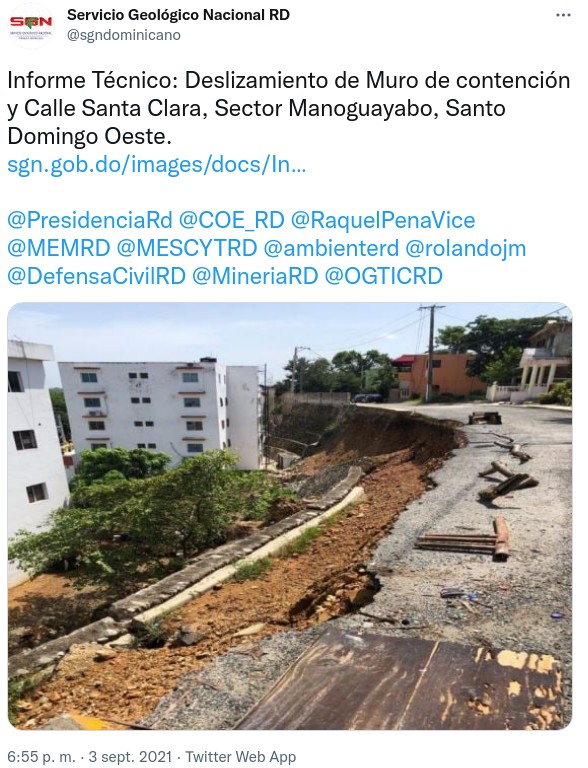 SGN
Servicio Geológico Nacional RD
@sgndominicano
Informe Técnico: Deslizamiento de Muro de contención
y Calle Santa Clara, Sector Manoguayabo, Santo
Domingo Oeste.
sgn.gob.do/images/docs/In...
@PresidenciaRd @COE_RD @RaquelPenaVice
@MEMRD @MESCYTRD @ambienterd @rolandojm
@DefensaCivilRD @MineriaRD @OGTICRD
6:55 p. m. · 3 sept. 2021 · Twitter Web App